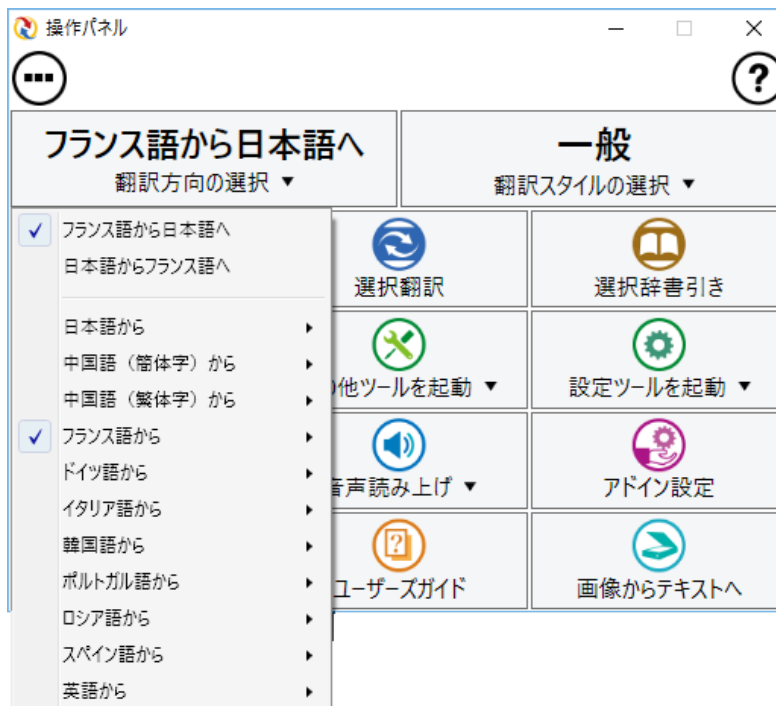 操作パネル
フランス語から日本語へ
翻訳方向の選択 ▼
一般
翻訳スタイルの選択 ▼
フランス語から日本語へ
日本語からフランス語へ
日本語から
中国語（簡体字）から
中国語（繁体字）から
フランス語から
ドイツ語から
イタリア語から
韓国語から
ポルトガル語から
ロシア語から
スペイン語から
英語から
選択翻訳
選択辞書引き
他ツールを起動 ▼
設定ツールを起動 ▼
音声読み上げ ▼
アドイン設定
ユーザーズガイド
画像からテキストへ